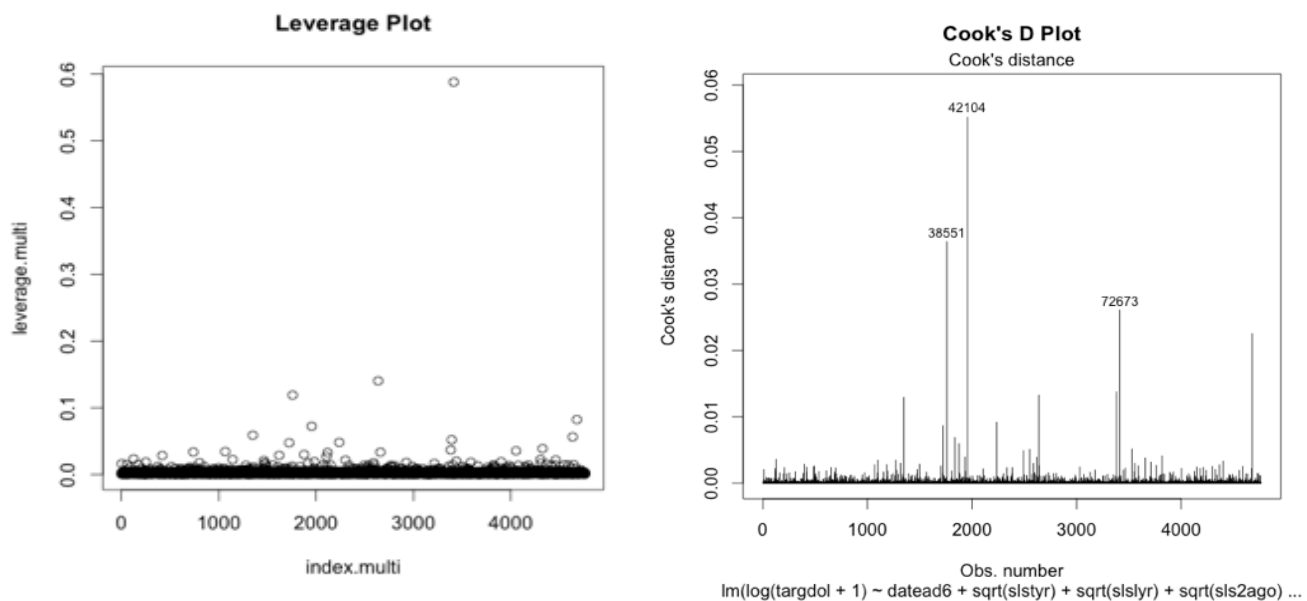 Leverage Plot
0.6
0.5
0.4
0.3
0.2
0.1
0.0
leverage.multi
0 1000 2000 3000 4000
index.multi
Cook's D Plot
Cook's distance
0.06
0.05
0.04
0.03
0.02
0.01
0.00
Cook's distance
42104
38551
72673
0 1000 2000 3000 4000
Obs. number
lm(log(targdol + 1) ~ datead6 + sqrt(slstyr) + sqrt(slslyr) + sqrt(sls2ago) ...